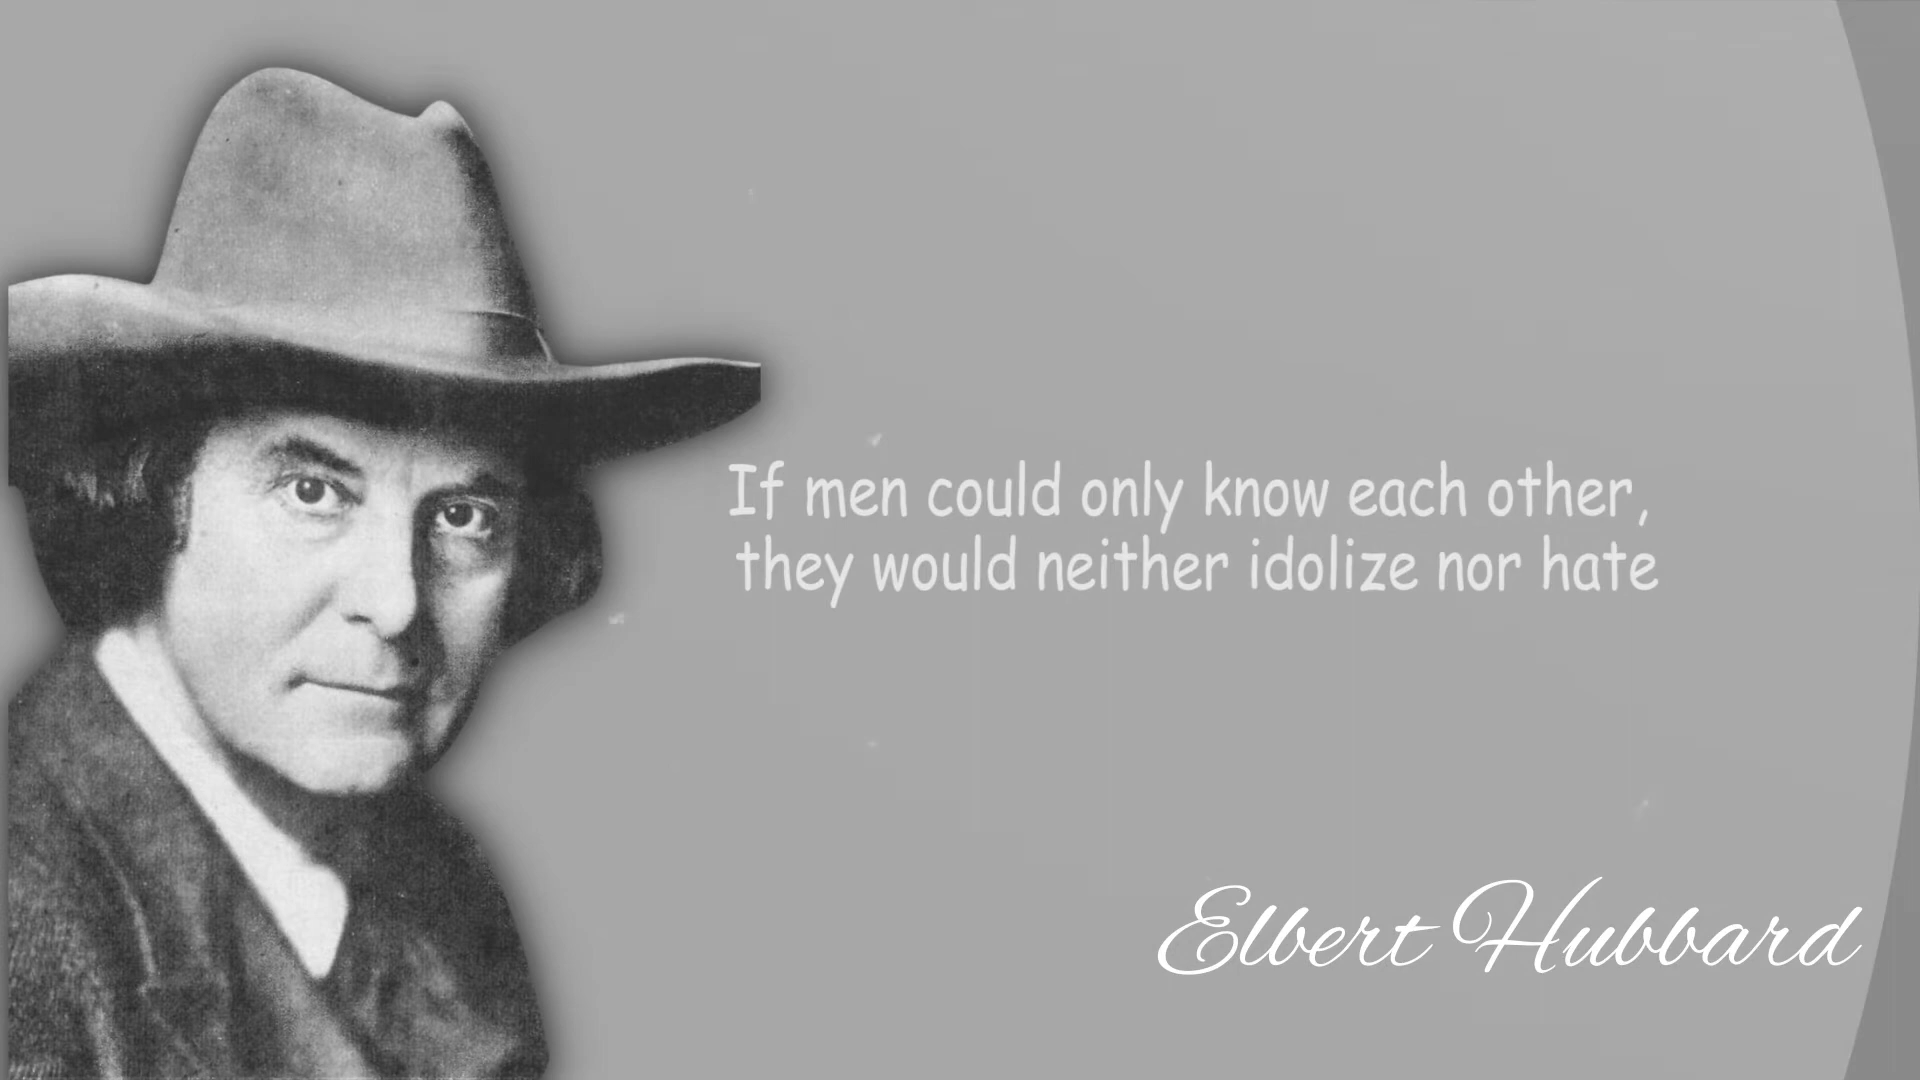 If men could only know each other,
they would neither idolize nor hate
Elbert Hubbard